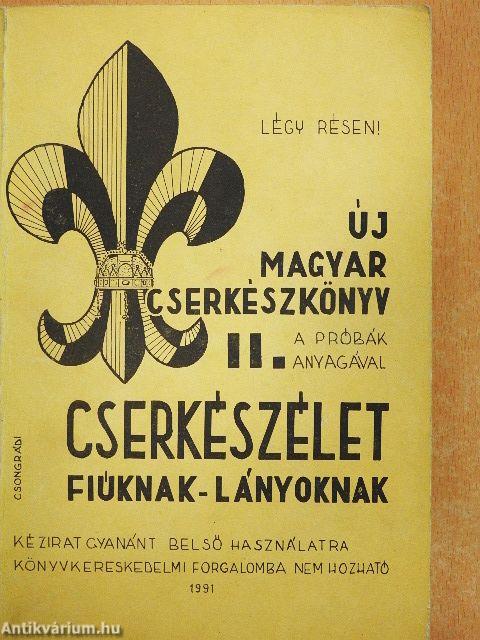 LÉGY RÉSEN!
ÚJ
MAGYAR
CSERKÉSZKÖNYV
II. A PRÓBÁK
ANYAGÁVAL
CSERKÉSZÉLET
FIÚKNAK-LÁNYOKNAK
CSONGRÁDI
KÉZIRAT GYANÁNT BELSŐ HASZNÁLATRA
KÖNYVKERESKEDELMI FORGALOMBA NEM HOZHATÓ
1991
Antikvárium.hu